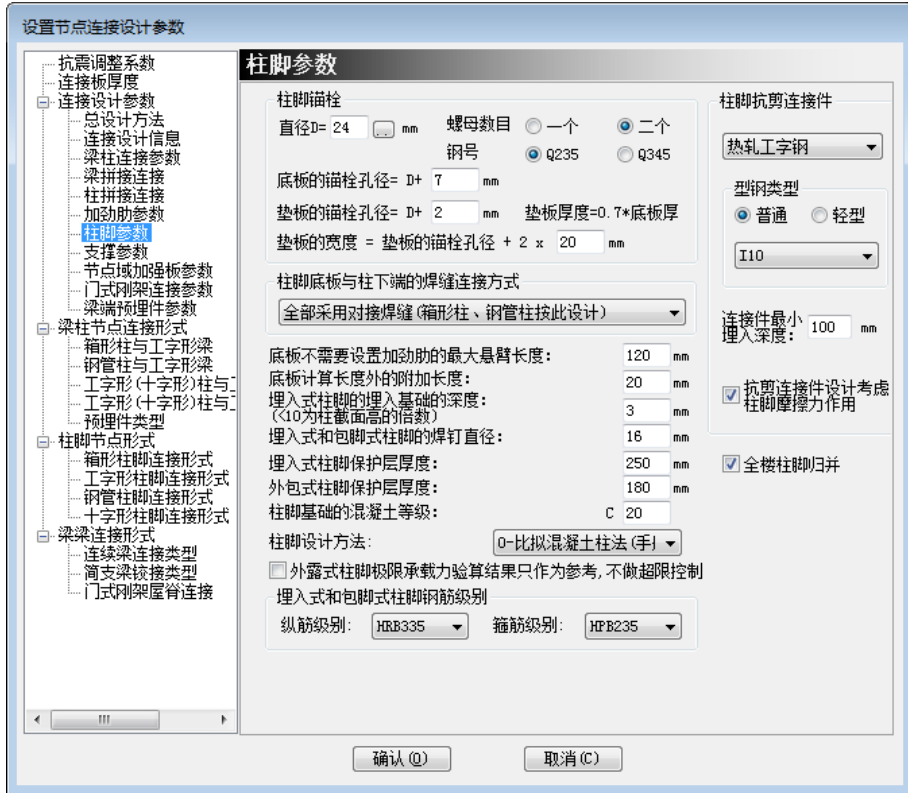 设置节点连接设计参数
抗震调整系数
连接板厚度
连接设计参数
总设计方法
连接设计信息
梁柱连接参数
梁拼接连接
柱拼接连接
加劲肋参数
柱脚参数
支撑参数
节点域加强板参数
门式刚架连接参数
梁端预埋件参数
梁柱节点连接形式
箱形柱与工字形梁
钢管柱与工字形梁
工字形(十字形)柱与
工字形(十字形)柱与
预埋件类型
柱脚节点形式
箱形柱脚连接形式
工字形柱脚连接形式
钢管柱脚连接形式
十字形柱脚连接形式
梁梁连接形式
连续梁连接类型
简支梁铰接类型
门式刚架屋脊连接
柱脚参数
柱脚锚栓
直径D= 24 ... mm 螺母数目 一个 二个
钢号 Q235 Q345
底板的锚栓孔径= D+ 7 mm
垫板的锚栓孔径= D+ 2 mm 垫板厚度=0.7*底板厚
垫板的宽度 = 垫板的锚栓孔径 + 2 x 20 mm
柱脚底板与柱下端的焊缝连接方式
全部采用对接焊缝(箱形柱、钢管柱按此设计)
底板不需要设置加劲肋的最大悬臂长度: 120 mm
底板计算长度外的附加长度: 20 mm
埋入式柱脚的埋入基础的深度:
(<10为柱截面高的倍数) 3 mm
埋入式和包脚式柱脚的焊钉直径: 16 mm
埋入式柱脚保护层厚度: 250 mm
外包式柱脚保护层厚度: 180 mm
柱脚基础的混凝土等级: C 20
柱脚设计方法: 0-比拟混凝土柱法(手
外露式柱脚极限承载力验算结果只作为参考,不做超限控制
埋入式和包脚式柱脚钢筋级别
纵筋级别: HRB335 箍筋级别: HPB235
柱脚抗剪连接件
热轧工字钢
型钢类型
普通 轻型
I10
连接件最小
埋入深度: 100 mm
抗剪连接件设计考虑
柱脚摩擦力作用
全楼柱脚归并
确认(O) 取消(C)